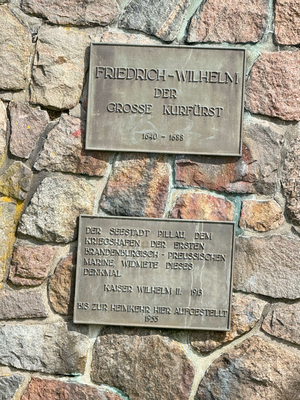 FRIEDRICH-WILHELM
DER
GROSSE KURFÜRST
1640 - 1688
DER SEESTADT PILLAU DEM
KRIEGSHAFEN DER ERSTEN
BRANDENBURGISCH-PREUSSISCHEN
MARINE WIDMETE DIESES
DENKMAL
KAISER WILHELM II. 1913
BIS ZUR HEIMKEHR HIER AUFGESTELLT
1955